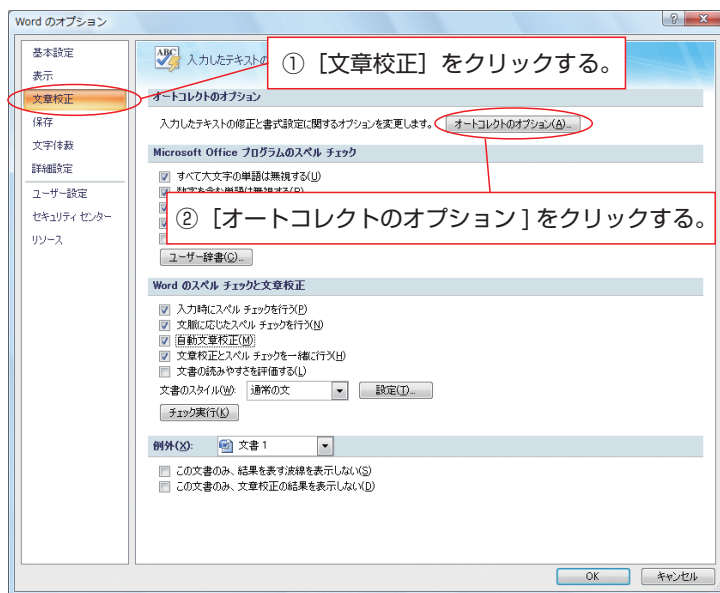 Word のオプション
基本設定
表示
文章校正
保存
文字体裁
詳細設定
ユーザー設定
セキュリティ センター
リソース
ABC
入力したテキストの
① [文章校正] をクリックする。
オートコレクトのオプション
入力したテキストの修正と書式設定に関するオプションを変更します。 オートコレクトのオプション(A)...
Microsoft Office プログラムのスペル チェック
すべて大文字の単語は無視する(U)
② [オートコレクトのオプション ] をクリックする。
ユーザー辞書(C)...
Word のスペル チェックと文章校正
入力時にスペル チェックを行う(P)
文脈に応じたスペル チェックを行う(N)
自動文章校正(M)
文章校正とスペル チェックを一緒に行う(H)
文書の読みやすさを評価する(L)
文書のスタイル(W): 通常の文 設定(T)...
チェック実行(K)
例外(X): 文書 1
この文書のみ、結果を表す波線を表示しない(S)
この文書のみ、文章校正の結果を表示しない(D)
OK キャンセル